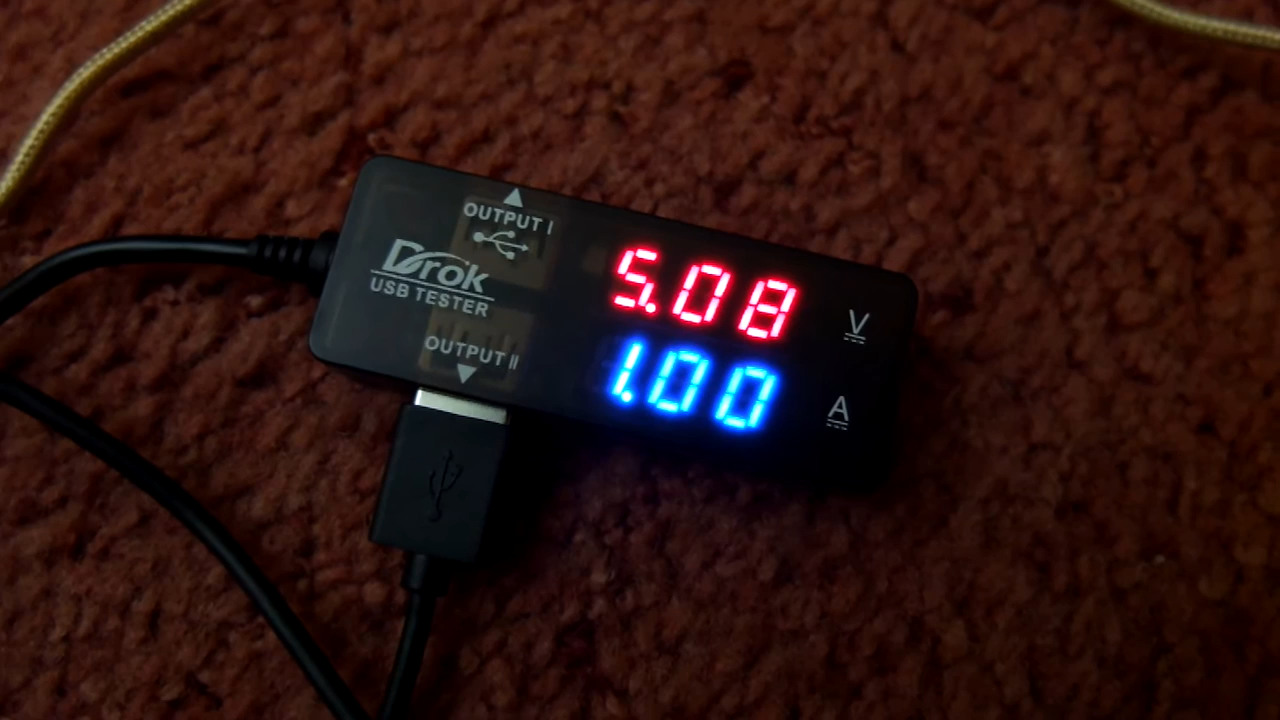 OUTPUT I
Drok
USB TESTER
OUTPUT II
5.08 V
1.00 A